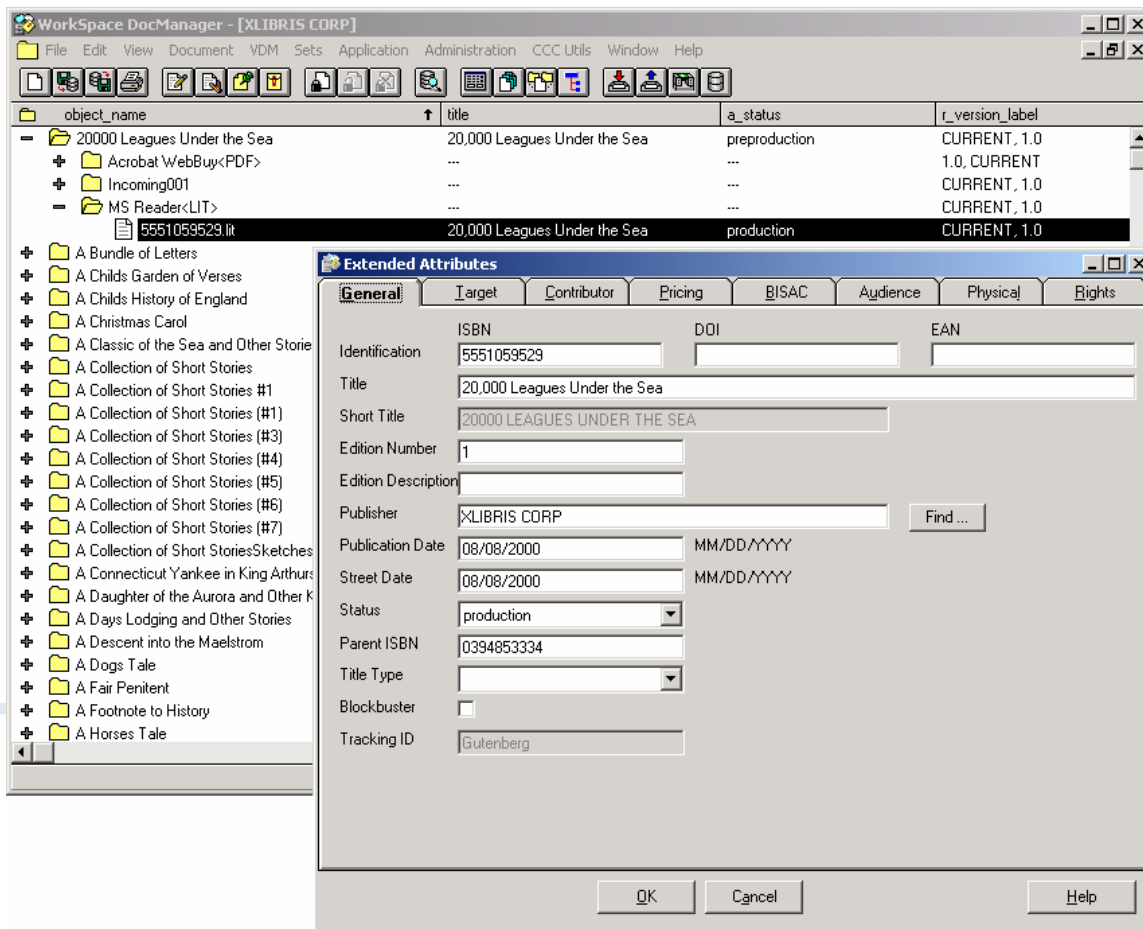 WorkSpace DocManager - [XLIBRIS CORP]
File Edit View Document VDM Sets Application Administration CCC Utils Window Help
object_name title a_status r_version_label
20000 Leagues Under the Sea 20,000 Leagues Under the Sea preproduction CURRENT, 1.0
Acrobat WebBuy<PDF> --- --- 1.0, CURRENT
Incoming001 --- --- CURRENT, 1.0
MS Reader<LIT> --- --- CURRENT, 1.0
5551059529.lit 20,000 Leagues Under the Sea production CURRENT, 1.0
A Bundle of Letters
A Childs Garden of Verses
A Childs History of England
A Christmas Carol
A Classic of the Sea and Other Storie
A Collection of Short Stories
A Collection of Short Stories #1
A Collection of Short Stories (#1)
A Collection of Short Stories (#3)
A Collection of Short Stories (#4)
A Collection of Short Stories (#5)
A Collection of Short Stories (#6)
A Collection of Short Stories (#7)
A Collection of Short StoriesSketches
A Connecticut Yankee in King Arthurs
A Daughter of the Aurora and Other K
A Days Lodging and Other Stories
A Descent into the Maelstrom
A Dogs Tale
A Fair Penitent
A Footnote to History
A Horses Tale
Extended Attributes
General Target Contributor Pricing BISAC Audience Physical Rights
ISBN DOI EAN
Identification 5551059529
Title 20,000 Leagues Under the Sea
Short Title 20000 LEAGUES UNDER THE SEA
Edition Number 1
Edition Description
Publisher XLIBRIS CORP Find ...
Publication Date 08/08/2000 MM/DD/YYYY
Street Date 08/08/2000 MM/DD/YYYY
Status production
Parent ISBN 0394853334
Title Type
Blockbuster
Tracking ID Gutenberg
OK Cancel Help